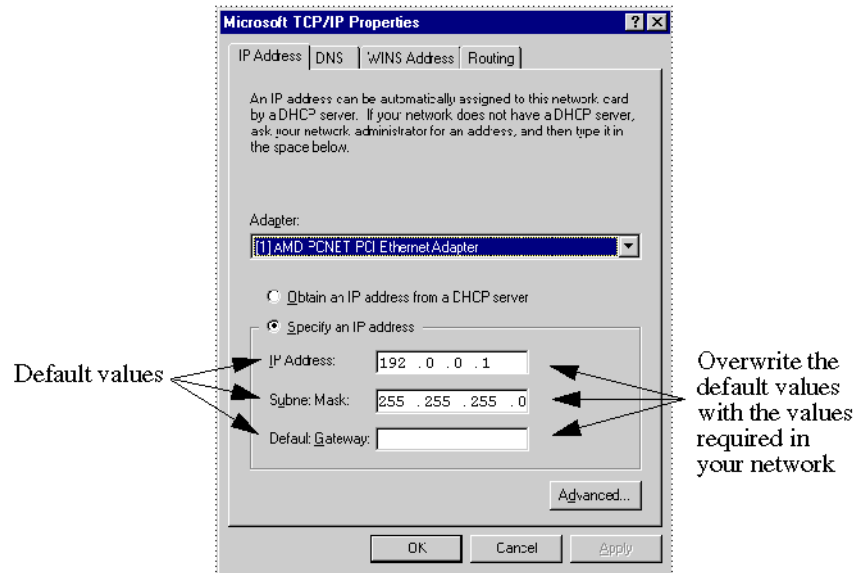 Microsoft TCP/IP Properties
IP Address DNS WINS Address Routing
An IP address can be automatically assigned to this network card
by a DHCP server. If your network does not have a DHCP server,
ask your network administrator for an address, and then type it in
the space below.
Adapter:
[1] AMD PCNET PCI Ethernet Adapter
Obtain an IP address from a DHCP server
Specify an IP address
Default values
IP Address:
192 .0 .0 .1
Subnet Mask:
255 .255 .255 .0
Default Gateway:
Overwrite the
default values
with the values
required in
your network
Advanced...
OK Cancel Apply